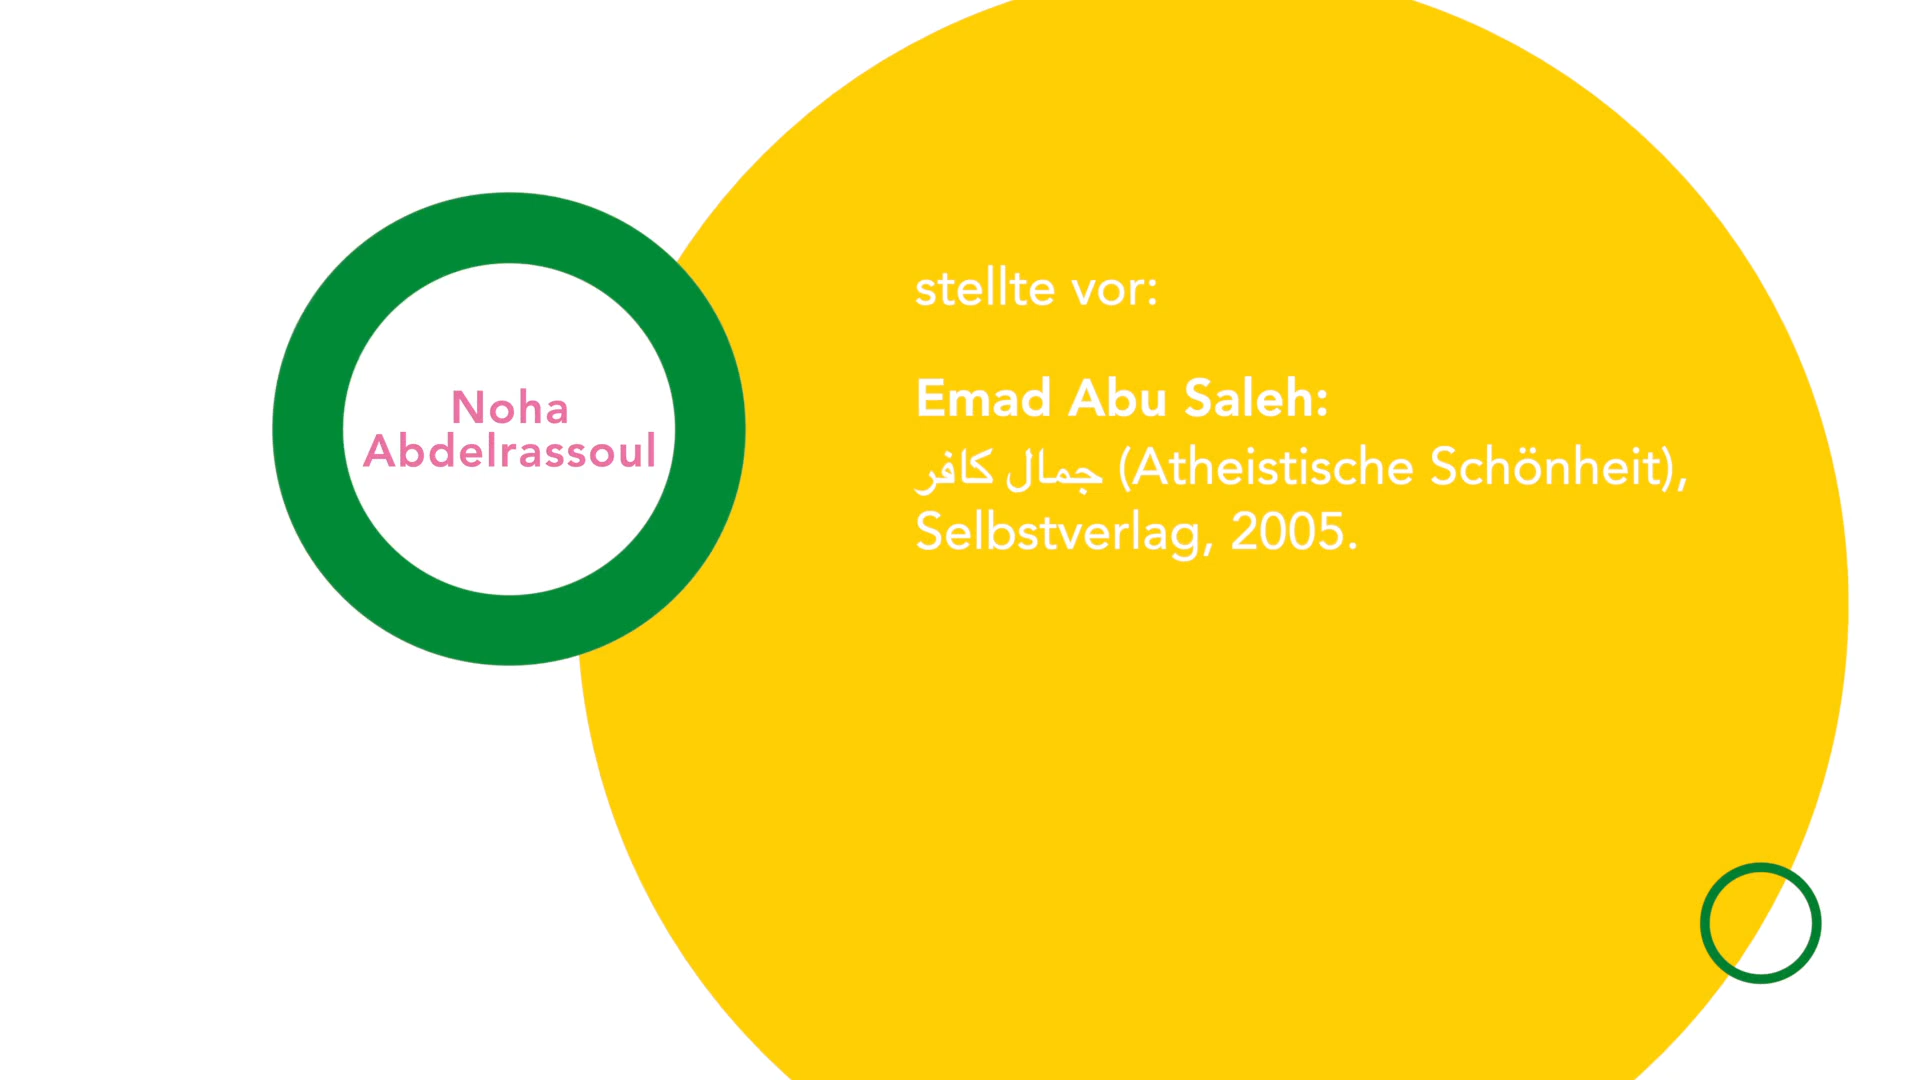 Noha
Abdelrassoul
stellte vor:
Emad Abu Saleh:
جمال كافر (Atheistische Schönheit),
Selbstverlag, 2005.